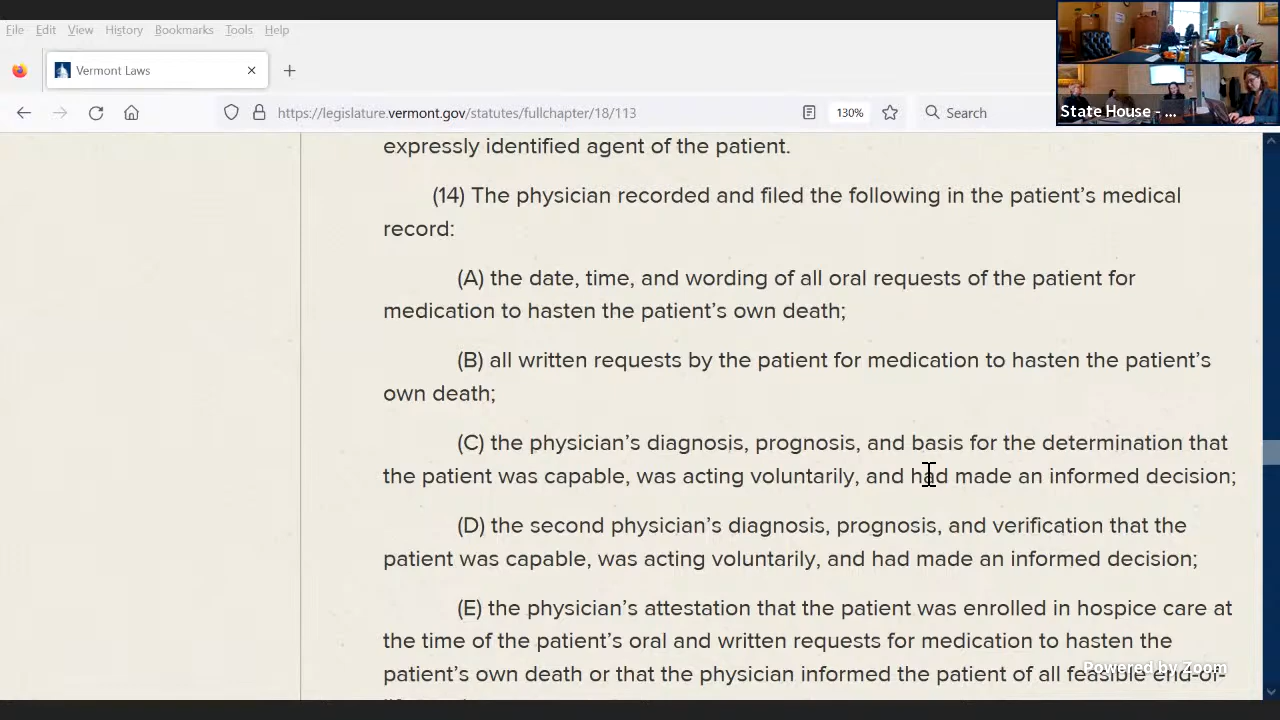 File Edit View History Bookmarks Tools Help
Vermont Laws
https://legislature.vermont.gov/statutes/fullchapter/18/113
130%
Search
State House - ...
expressly identified agent of the patient.
(14) The physician recorded and filed the following in the patient’s medical
record:
(A) the date, time, and wording of all oral requests of the patient for
medication to hasten the patient’s own death;
(B) all written requests by the patient for medication to hasten the patient’s
own death;
(C) the physician’s diagnosis, prognosis, and basis for the determination that
the patient was capable, was acting voluntarily, and had made an informed decision;
(D) the second physician’s diagnosis, prognosis, and verification that the
patient was capable, was acting voluntarily, and had made an informed decision;
(E) the physician’s attestation that the patient was enrolled in hospice care at
the time of the patient’s oral and written requests for medication to hasten the
patient’s own death or that the physician informed the patient of all feasible end-of-
Powered by Zoom